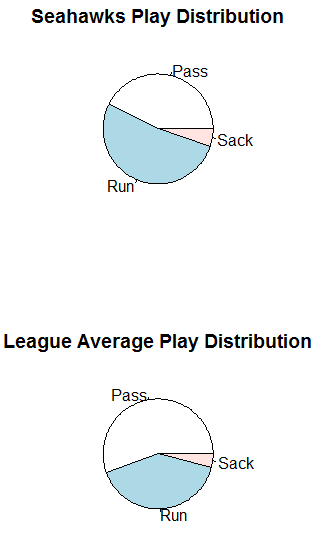 Seahawks Play Distribution
Pass
Sack
Run
League Average Play Distribution
Pass
Sack
Run